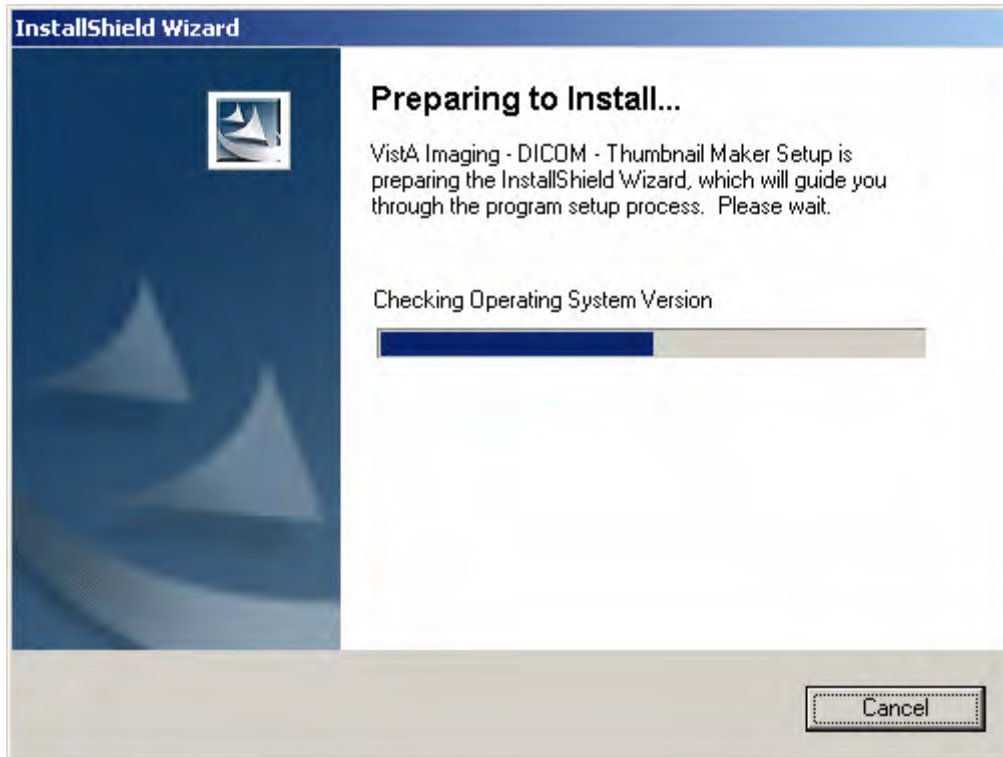 InstallShield Wizard
Preparing to Install...
VistA Imaging - DICOM - Thumbnail Maker Setup is
preparing the InstallShield Wizard, which will guide you
through the program setup process.  Please wait.
Checking Operating System Version
Cancel